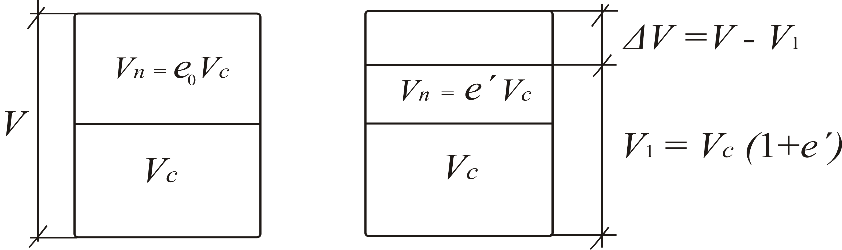 V
Vn = e₀Vc
Vc
Vn = e´Vc
Vc
ΔV = V - V₁
V₁ = Vc (1+e´)